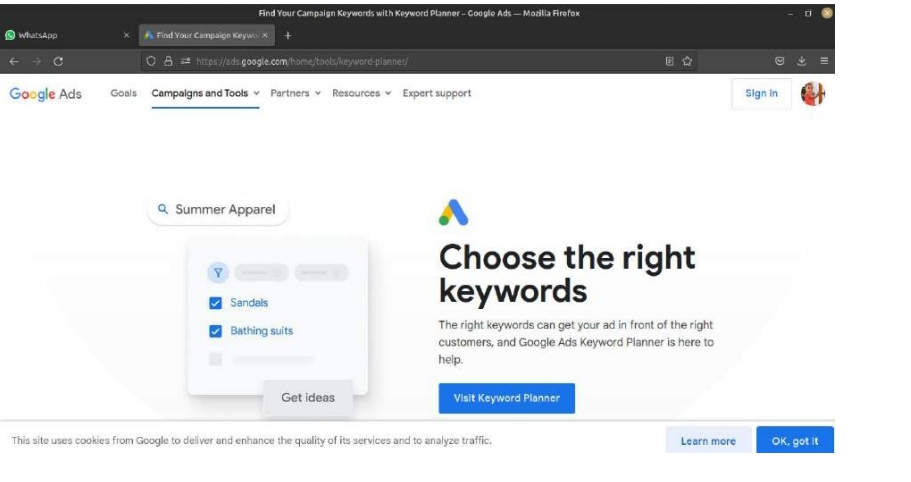 Find Your Campaign Keywords with Keyword Planner – Google Ads — Mozilla Firefox
WhatsApp × Find Your Campaign Keywo × +
https://ads.google.com/home/tools/keyword-planner/
Google Ads Goals Campaigns and Tools Partners Resources Expert support Sign in
Summer Apparel
Choose the right
keywords
Sandals
Bathing suits
The right keywords can get your ad in front of the right
customers, and Google Ads Keyword Planner is here to
help.
Get ideas
Visit Keyword Planner
This site uses cookies from Google to deliver and enhance the quality of its services and to analyze traffic. Learn more OK, got it